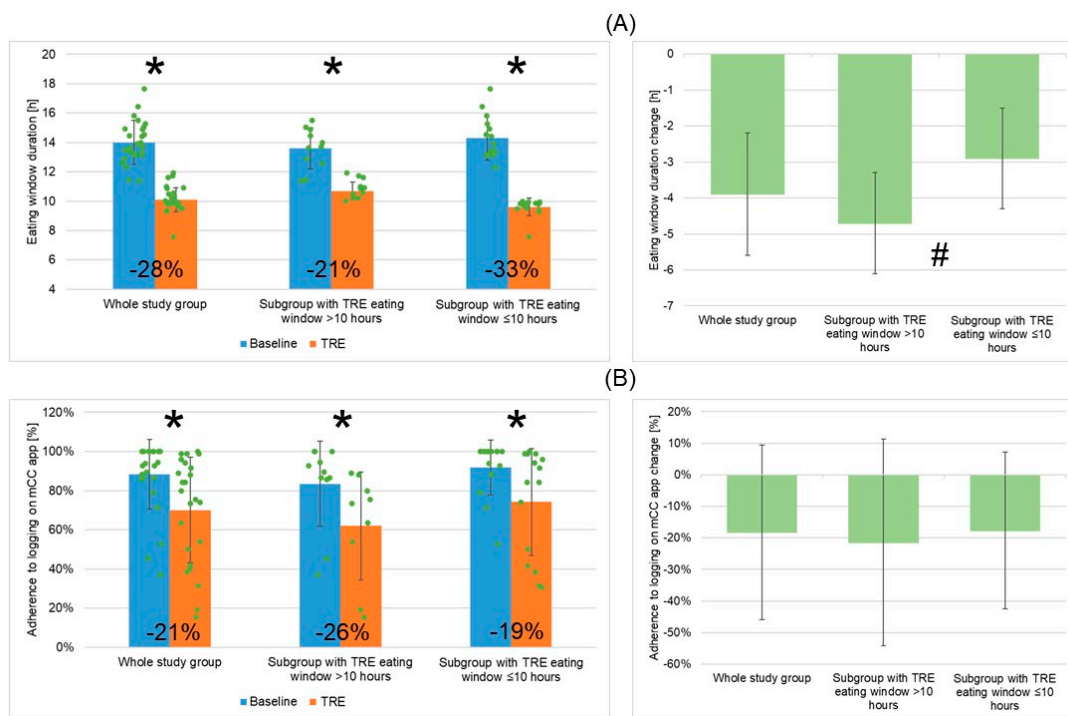 (A)
20
18
16
14
12
10
8
6
4
Eating window duration [h]
*
*
*
-28%
-21%
-33%
Whole study group
Subgroup with TRE eating
window >10 hours
Subgroup with TRE eating
window ≤10 hours
Baseline
TRE
0
-1
-2
-3
-4
-5
-6
-7
Eating window duration change [h]
#
Whole study group
Subgroup with TRE
eating window >10
hours
Subgroup with TRE
eating window ≤10
hours
(B)
120%
100%
80%
60%
40%
20%
0%
Adherence to logging on mCC app [%]
*
*
*
-21%
-26%
-19%
Whole study group
Subgroup with TRE eating
window >10 hours
Subgroup with TRE eating
window ≤10 hours
Baseline
TRE
20%
10%
0%
-10%
-20%
-30%
-40%
-50%
-60%
Adherence to logging on mCC app change [%]
Whole study group
Subgroup with TRE
eating window >10
hours
Subgroup with TRE
eating window ≤10
hours